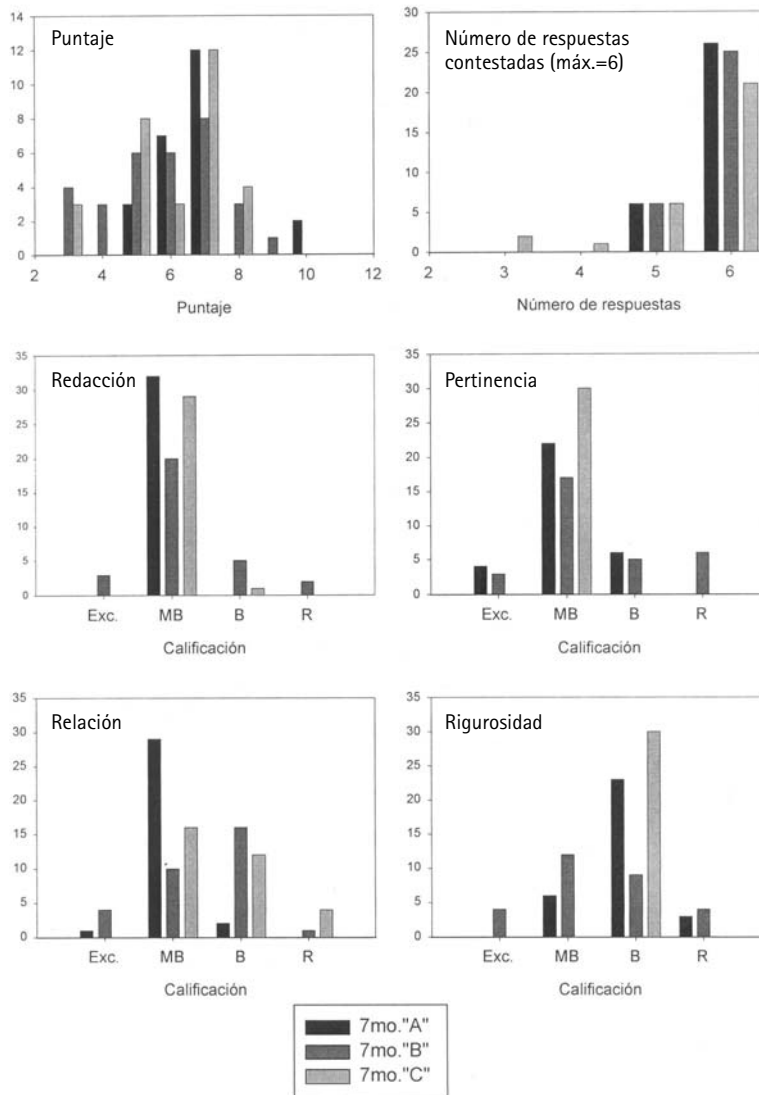 Puntaje
14
12
10
8
6
4
2
0
2 4 6 8 10 12
Puntaje
Número de respuestas
contestadas (máx.=6)
30
25
20
15
10
5
0
2 3 4 5 6
Número de respuestas
Redacción
35
30
25
20
15
10
5
0
Exc. MB B R
Calificación
Pertinencia
35
30
25
20
15
10
5
0
Exc. MB B R
Calificación
Relación
35
30
25
20
15
10
5
0
Exc. MB B R
Calificación
Rigurosidad
35
30
25
20
15
10
5
0
Exc. MB B R
Calificación
7mo."A"
7mo."B"
7mo."C"